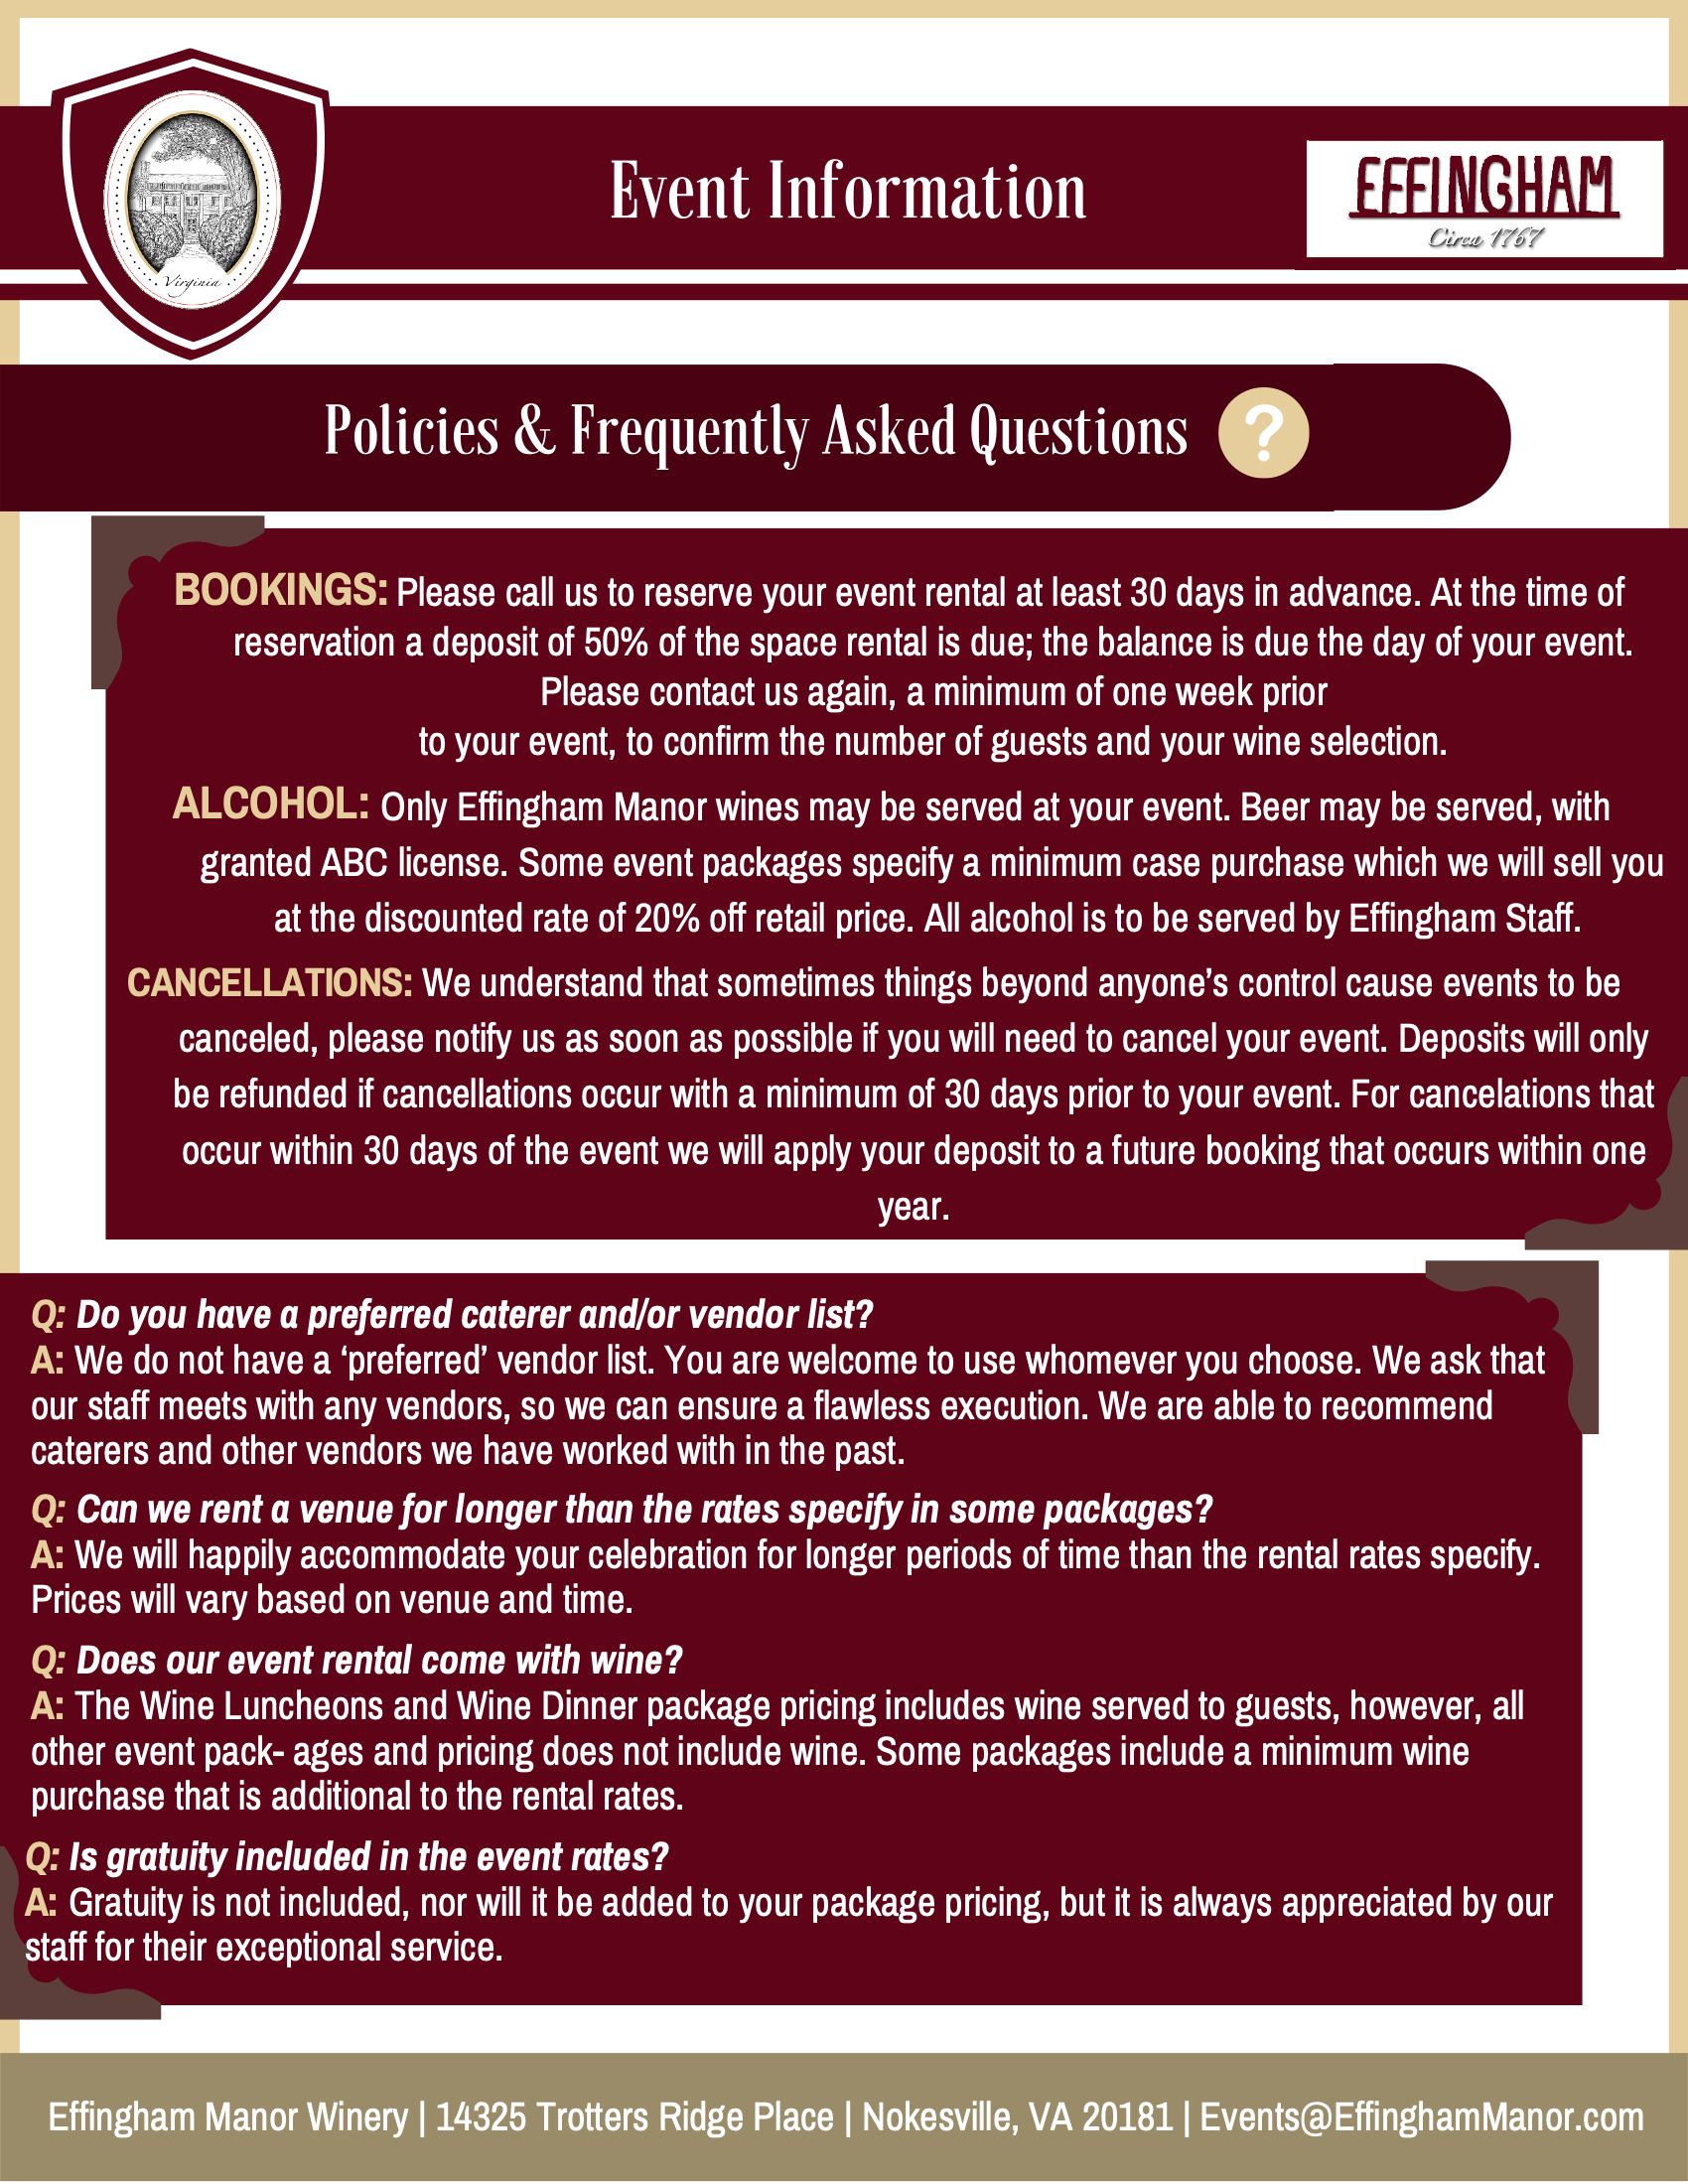 Virginia
Event Information
EFFINGHAM
Circa 1767
Policies & Frequently Asked Questions ?
BOOKINGS: Please call us to reserve your event rental at least 30 days in advance. At the time of
reservation a deposit of 50% of the space rental is due; the balance is due the day of your event.
Please contact us again, a minimum of one week prior
to your event, to confirm the number of guests and your wine selection.
ALCOHOL: Only Effingham Manor wines may be served at your event. Beer may be served, with
granted ABC license. Some event packages specify a minimum case purchase which we will sell you
at the discounted rate of 20% off retail price. All alcohol is to be served by Effingham Staff.
CANCELLATIONS: We understand that sometimes things beyond anyone’s control cause events to be
canceled, please notify us as soon as possible if you will need to cancel your event. Deposits will only
be refunded if cancellations occur with a minimum of 30 days prior to your event. For cancelations that
occur within 30 days of the event we will apply your deposit to a future booking that occurs within one
year.
Q: Do you have a preferred caterer and/or vendor list?
A: We do not have a ‘preferred’ vendor list. You are welcome to use whomever you choose. We ask that
our staff meets with any vendors, so we can ensure a flawless execution. We are able to recommend
caterers and other vendors we have worked with in the past.
Q: Can we rent a venue for longer than the rates specify in some packages?
A: We will happily accommodate your celebration for longer periods of time than the rental rates specify.
Prices will vary based on venue and time.
Q: Does our event rental come with wine?
A: The Wine Luncheons and Wine Dinner package pricing includes wine served to guests, however, all
other event pack- ages and pricing does not include wine. Some packages include a minimum wine
purchase that is additional to the rental rates.
Q: Is gratuity included in the event rates?
A: Gratuity is not included, nor will it be added to your package pricing, but it is always appreciated by our
staff for their exceptional service.
Effingham Manor Winery | 14325 Trotters Ridge Place | Nokesville, VA 20181 | Events@EffinghamManor.com